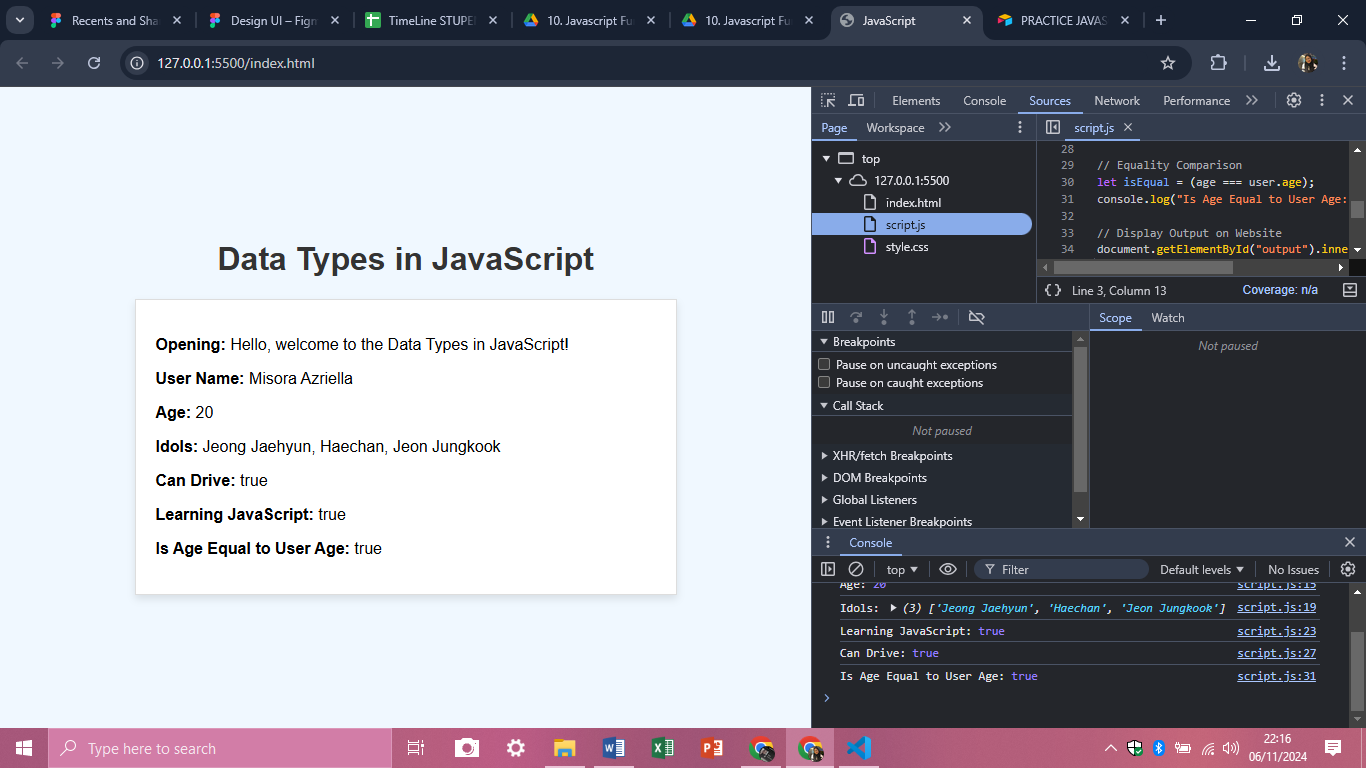 Recents and Sha
Design UI – Fign
TimeLine STUPE
10. Javascript Fu
10. Javascript Fu
JavaScript
PRACTICE JAVAS
127.0.0.1:5500/index.html
Elements Console Sources Network Performance
Page Workspace
script.js
top
127.0.0.1:5500
index.html
script.js
style.css
28
29 // Equality Comparison
30 let isEqual = (age === user.age);
31 console.log("Is Age Equal to User Age:
32
33 // Display Output on Website
34 document.getElementById("output").inne
{} Line 3, Column 13 Coverage: n/a
Data Types in JavaScript
Opening: Hello, welcome to the Data Types in JavaScript!
User Name: Misora Azriella
Age: 20
Idols: Jeong Jaehyun, Haechan, Jeon Jungkook
Can Drive: true
Learning JavaScript: true
Is Age Equal to User Age: true
Breakpoints
Pause on uncaught exceptions
Pause on caught exceptions
Call Stack
Not paused
XHR/fetch Breakpoints
DOM Breakpoints
Global Listeners
Event Listener Breakpoints
Scope Watch
Not paused
Console
top Filter Default levels No Issues
Age: 20 script.js:15
Idols: (3) ['Jeong Jaehyun', 'Haechan', 'Jeon Jungkook'] script.js:19
Learning JavaScript: true script.js:23
Can Drive: true script.js:27
Is Age Equal to User Age: true script.js:31
Type here to search
22:16
06/11/2024